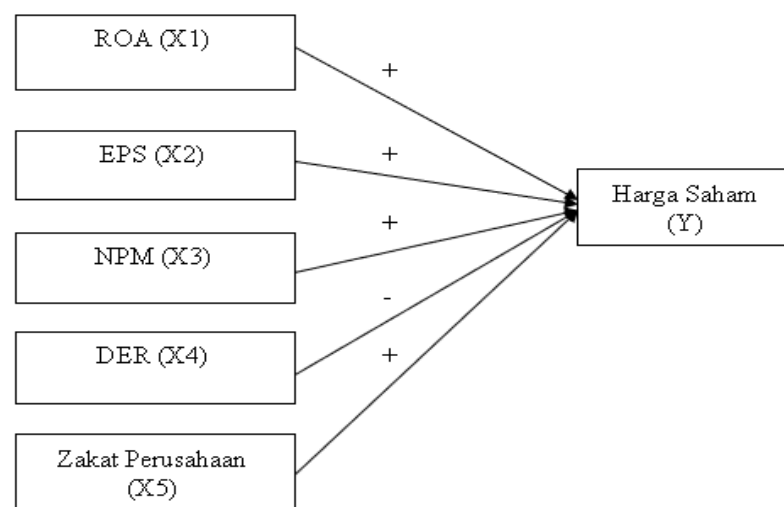 ROA (X1)
+
EPS (X2)
+
Harga Saham
(Y)
+
NPM (X3)
-
DER (X4)
+
Zakat Perusahaan
(X5)